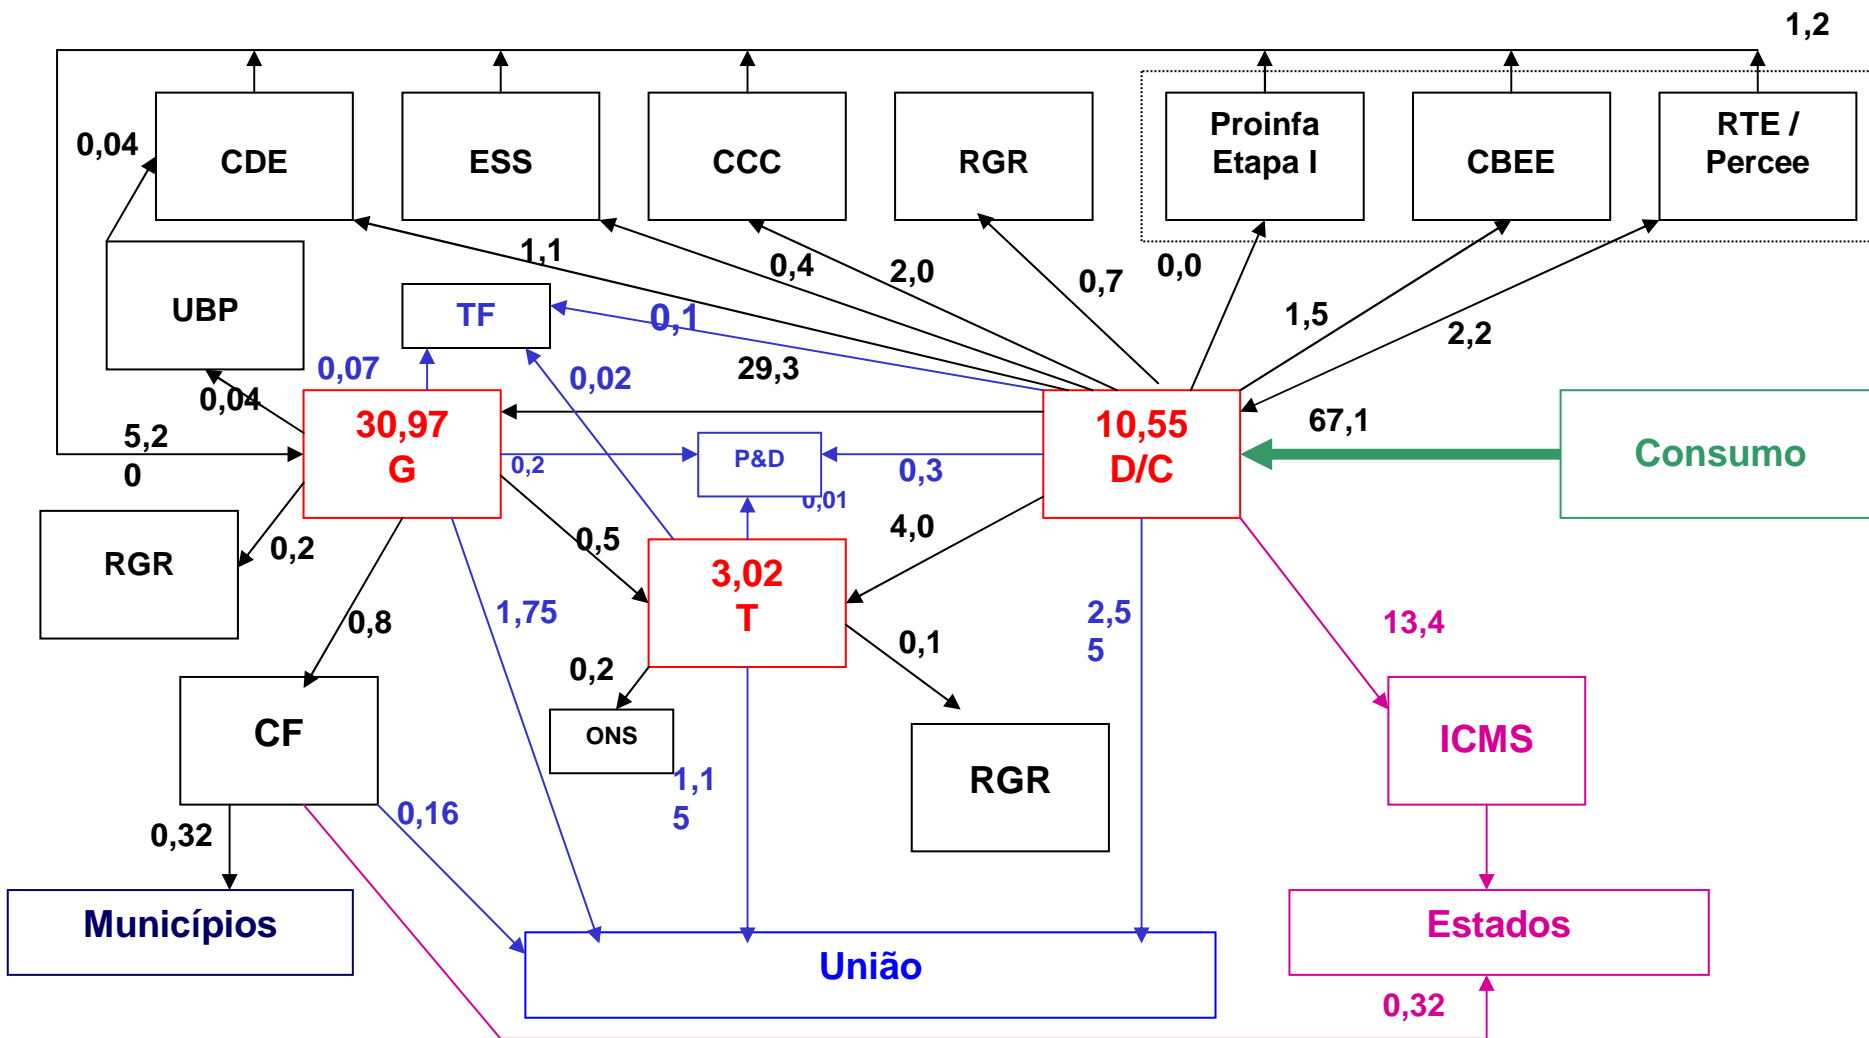 1,2
Proinfa
Etapa I
RTE /
Percee
0,04
CDE
ESS
CCC
RGR
CBEE
1,1
0,4
2,0
0,7
0,0
UBP
TF
0,1
1,5
2,2
0,07
0,02
29,3
0,04
30,97
G
10,55
D/C
67,1
Consumo
5,2
0
0,2
P&D
0,3
0,01
RGR
0,2
0,5
4,0
3,02
T
0,8
1,75
2,5
5
13,4
0,2
0,1
CF
ONS
1,1
5
RGR
ICMS
0,32
0,16
Municípios
União
Estados
0,32